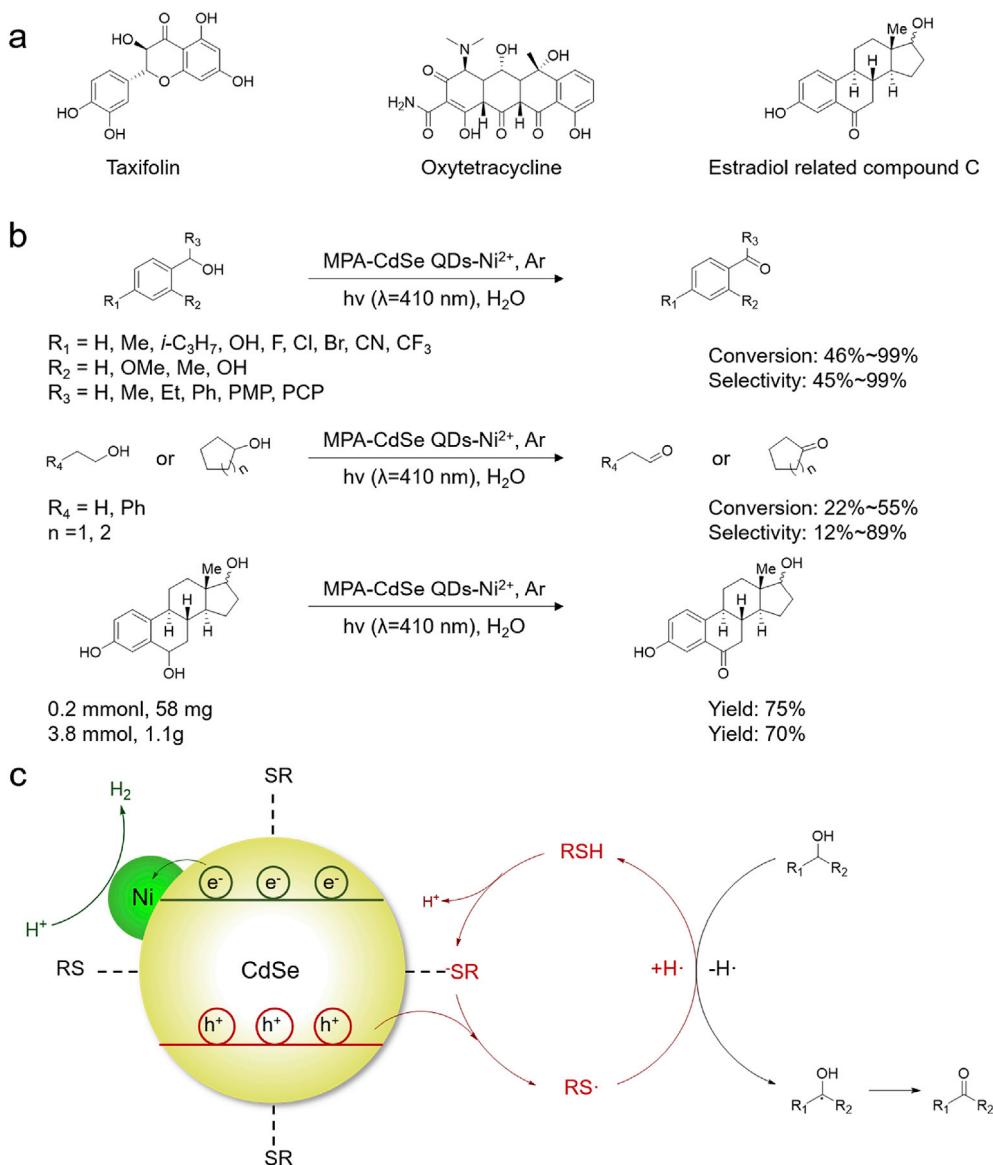 a
OH
O
HO
O
OH
HO
OH
Taxifolin
N
OH
OH
O
H2N
O
OH
H
O
H
O
OH
Oxytetracycline
Me
OH
H
H
H
HO
O
Estradiol related compound C
b
R3
OH
R1
R2
MPA-CdSe QDs-Ni2+, Ar
hv (λ=410 nm), H2O
R3
O
R1
R2
R1 = H, Me, i-C3H7, OH, F, Cl, Br, CN, CF3
R2 = H, OMe, Me, OH
R3 = H, Me, Et, Ph, PMP, PCP
Conversion: 46%~99%
Selectivity: 45%~99%
R4
OH
or
OH
n
MPA-CdSe QDs-Ni2+, Ar
hv (λ=410 nm), H2O
R4
O
or
O
n
R4 = H, Ph
n =1, 2
Conversion: 22%~55%
Selectivity: 12%~89%
Me
OH
H
H
H
HO
OH
MPA-CdSe QDs-Ni2+, Ar
hv (λ=410 nm), H2O
Me
OH
H
H
H
HO
O
0.2 mmonl, 58 mg
3.8 mmol, 1.1g
Yield: 75%
Yield: 70%
c
SR
H2
Ni
H+
e- e- e-
CdSe
RS
h+ h+ h+
-SR
SR
RSH
H+
+H· -H·
RS·
OH
R1 R2
OH
R1 R2
O
R1 R2